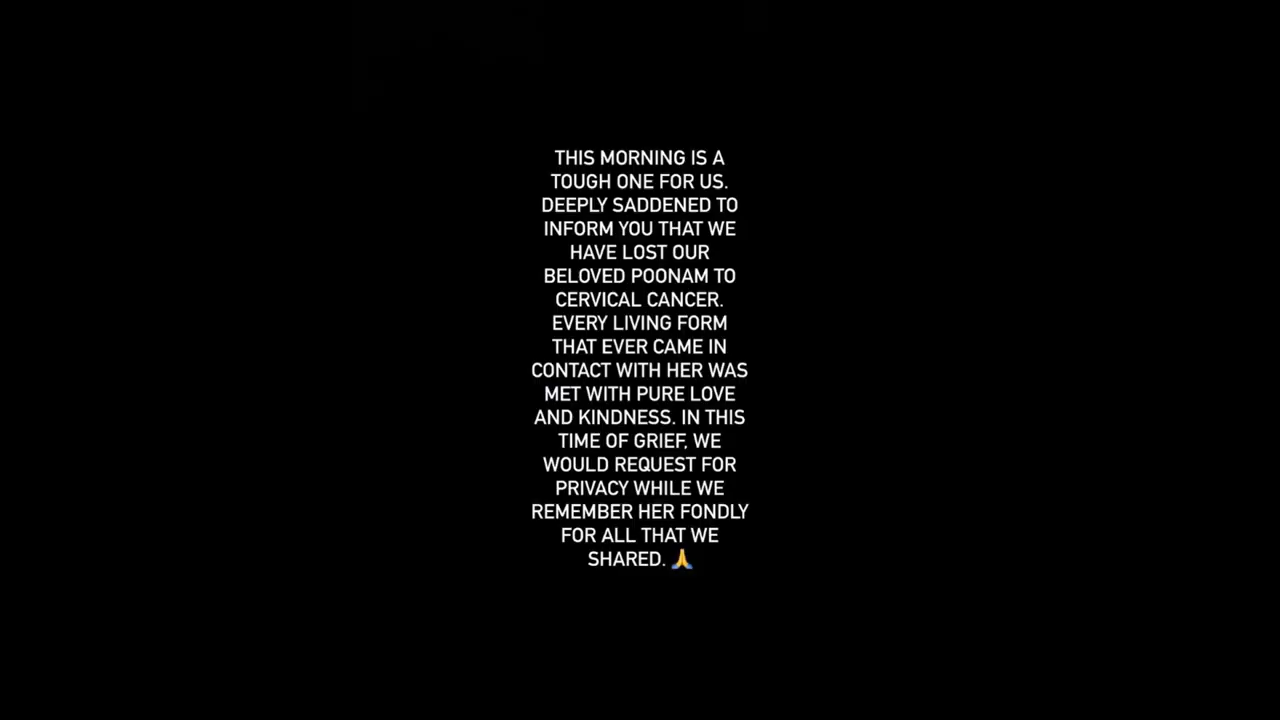 THIS MORNING IS A
TOUGH ONE FOR US.
DEEPLY SADDENED TO
INFORM YOU THAT WE
HAVE LOST OUR
BELOVED POONAM TO
CERVICAL CANCER.
EVERY LIVING FORM
THAT EVER CAME IN
CONTACT WITH HER WAS
MET WITH PURE LOVE
AND KINDNESS. IN THIS
TIME OF GRIEF, WE
WOULD REQUEST FOR
PRIVACY WHILE WE
REMEMBER HER FONDLY
FOR ALL THAT WE
SHARED. 🙏